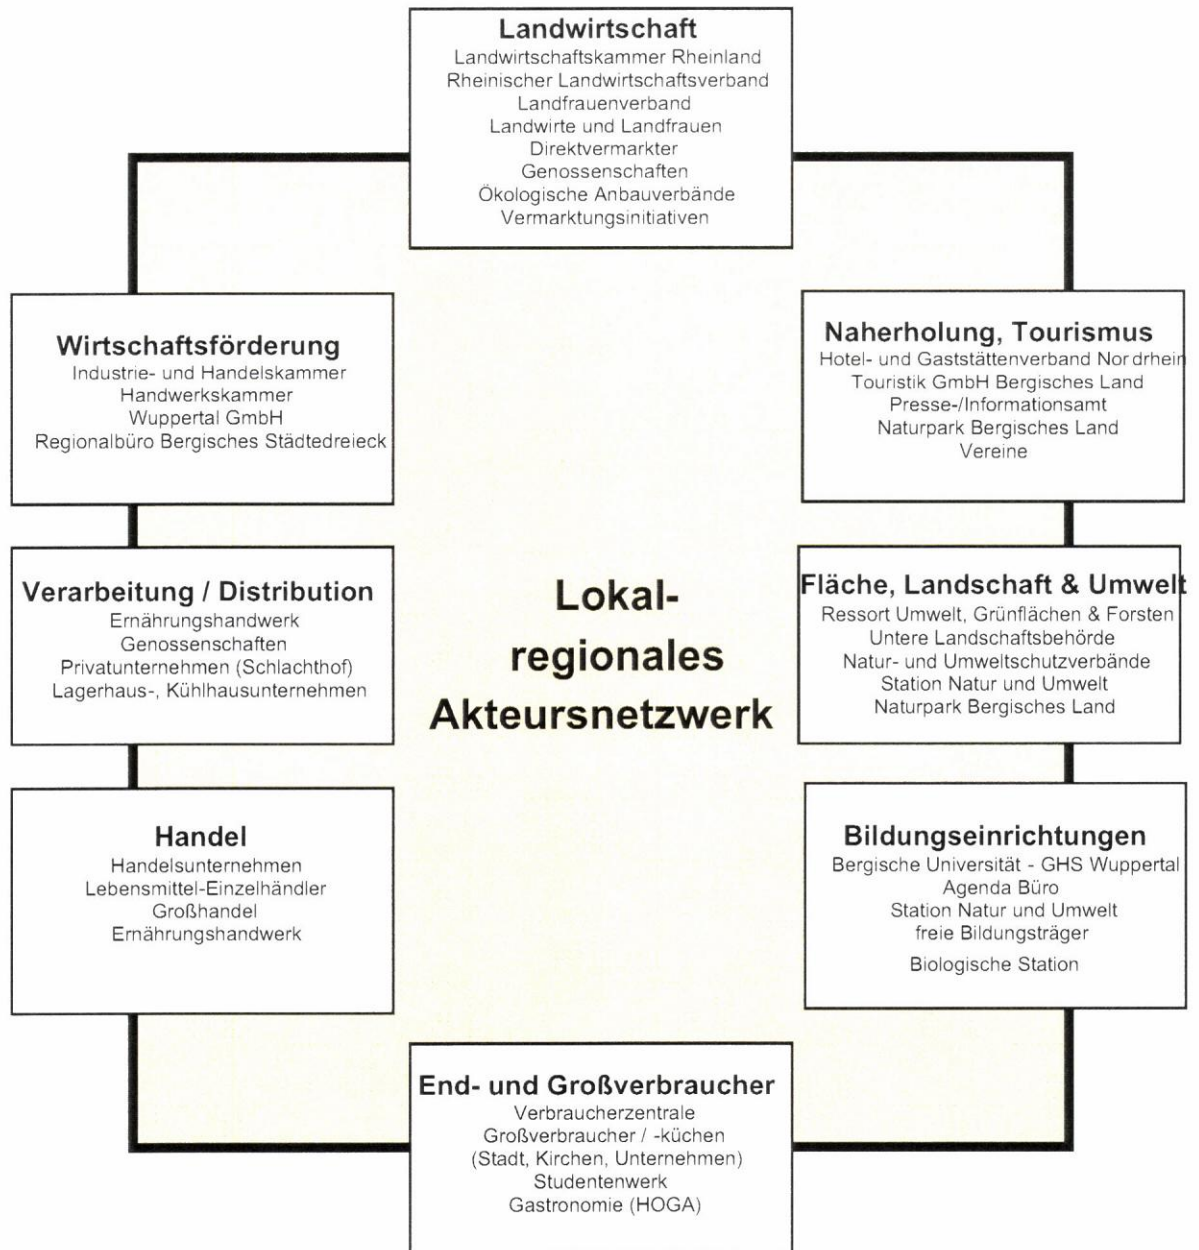 Landwirtschaft
Landwirtschaftskammer Rheinland
Rheinischer Landwirtschaftsverband
Landfrauenverband
Landwirte und Landfrauen
Direktvermarkter
Genossenschaften
Ökologische Anbauverbände
Vermarktungsinitiativen
Wirtschaftsförderung
Industrie- und Handelskammer
Handwerkskammer
Wuppertal GmbH
Regionalbüro Bergisches Städtedreieck
Naherholung, Tourismus
Hotel- und Gaststättenverband Nordrhein
Touristik GmbH Bergisches Land
Presse-/Informationsamt
Naturpark Bergisches Land
Vereine
Verarbeitung / Distribution
Ernährungshandwerk
Genossenschaften
Privatunternehmen (Schlachthof)
Lagerhaus-, Kühlhausunternehmen
Lokal-
regionales
Akteursnetzwerk
Fläche, Landschaft & Umwelt
Ressort Umwelt, Grünflächen & Forsten
Untere Landschaftsbehörde
Natur- und Umweltschutzverbände
Station Natur und Umwelt
Naturpark Bergisches Land
Handel
Handelsunternehmen
Lebensmittel-Einzelhändler
Großhandel
Ernährungshandwerk
Bildungseinrichtungen
Bergische Universität - GHS Wuppertal
Agenda Büro
Station Natur und Umwelt
freie Bildungsträger
Biologische Station
End- und Großverbraucher
Verbraucherzentrale
Großverbraucher / -küchen
(Stadt, Kirchen, Unternehmen)
Studentenwerk
Gastronomie (HOGA)